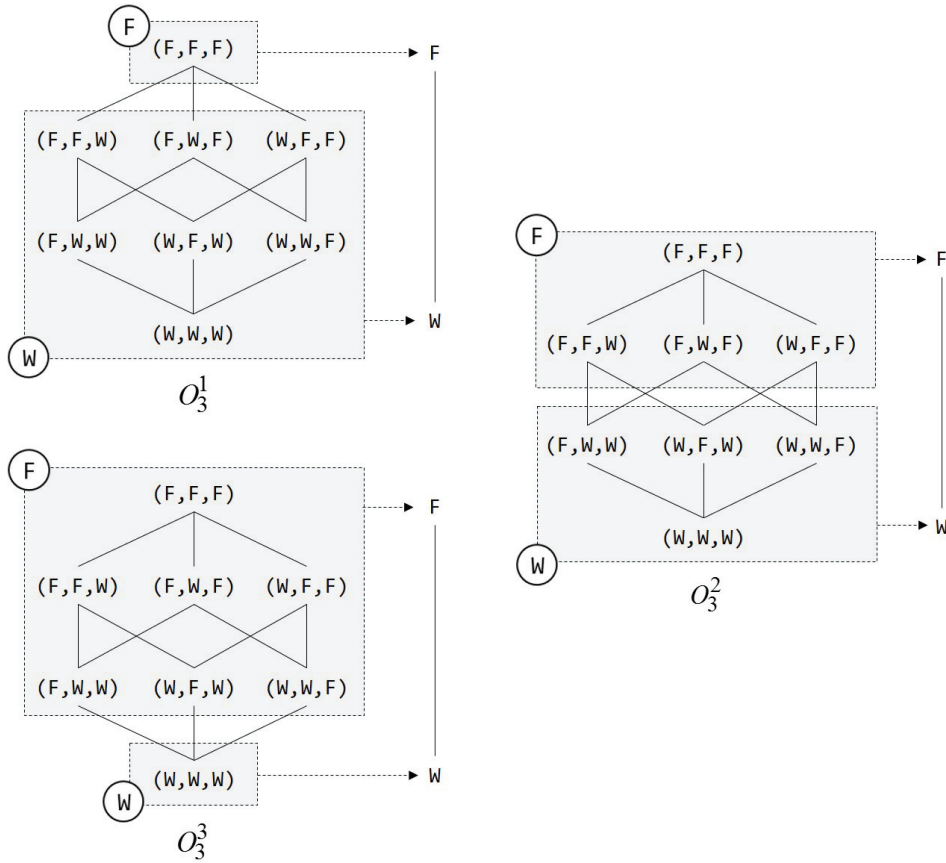 F
(F,F,F)
F
(F,F,W) (F,W,F) (W,F,F)
(F,W,W) (W,F,W) (W,W,F)
(W,W,W)
W
W
O_3^1
F
(F,F,F)
F
(F,F,W) (F,W,F) (W,F,F)
(F,W,W) (W,F,W) (W,W,F)
(W,W,W)
W
W
O_3^3
F
(F,F,F)
F
(F,F,W) (F,W,F) (W,F,F)
(F,W,W) (W,F,W) (W,W,F)
W
(W,W,W)
W
O_3^2